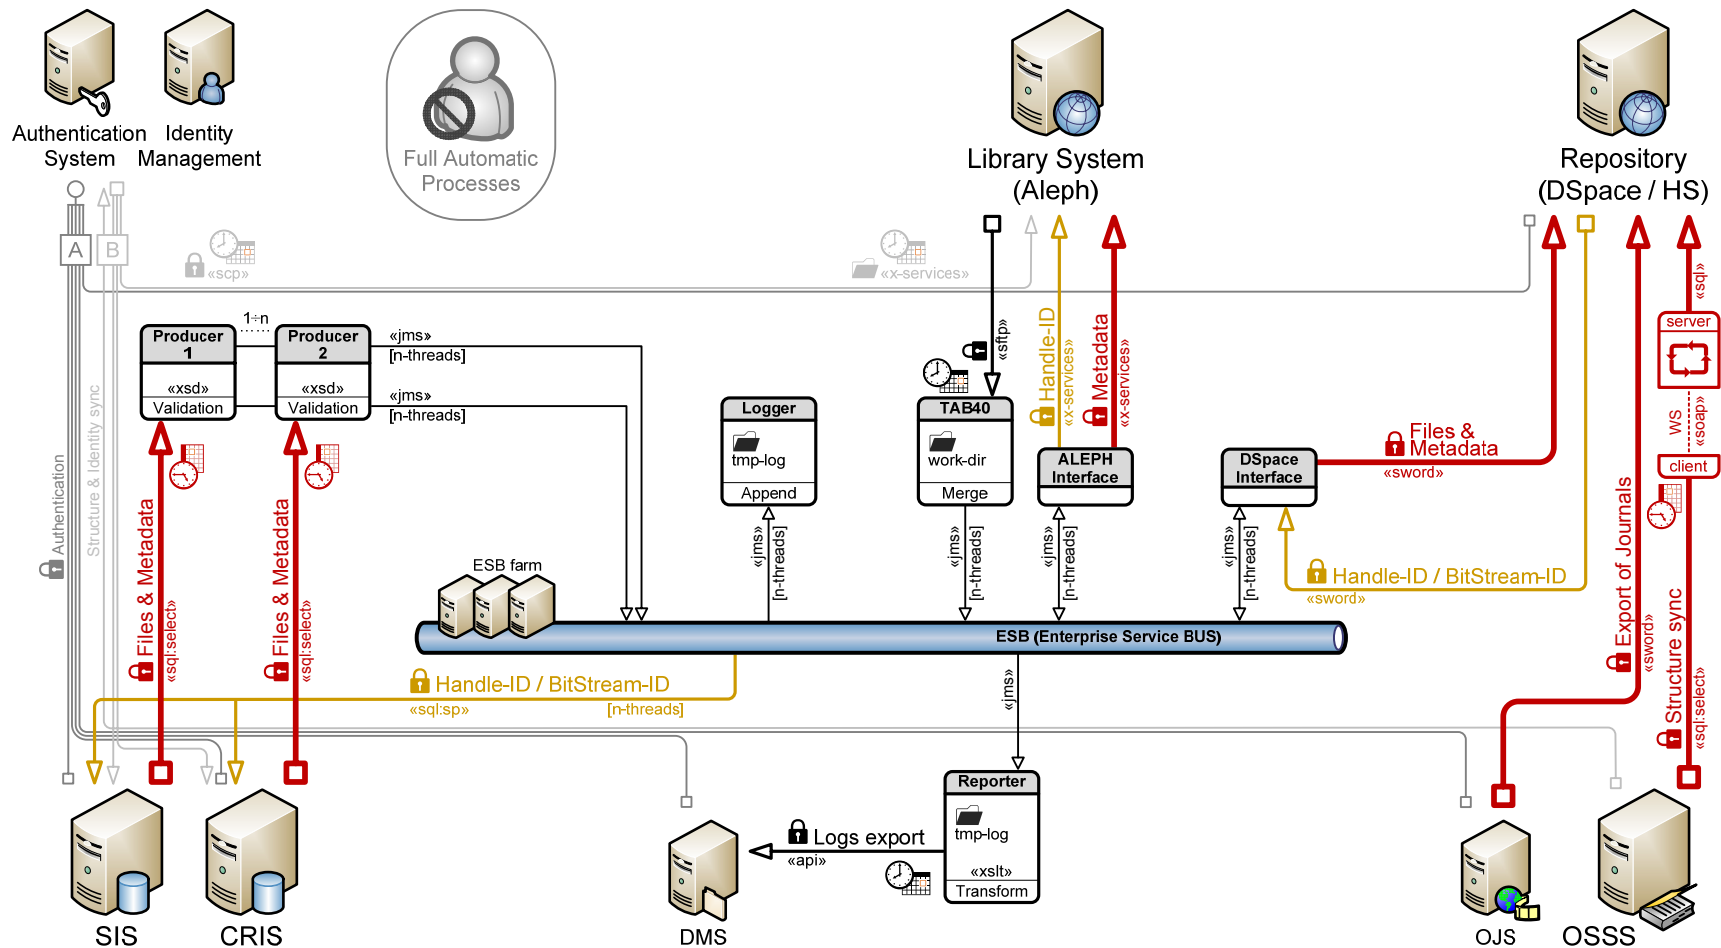 Authentication
System
Identity
Management
Full Automatic
Processes
Library System
(Aleph)
Repository
(DSpace / HS)
A
B
«scp»
«x-services»
«sql»
server
WS
«soap»
client
1÷n
Producer
1
«xsd»
Validation
Producer
2
«xsd»
Validation
«jms»
[n-threads]
«jms»
[n-threads]
«sftp»
Handle-ID
«x-services»
Metadata
«x-services»
Logger
tmp-log
Append
TAB40
work-dir
Merge
ALEPH
Interface
DSpace
Interface
Files &
Metadata
«sword»
Authentication
Structure & Identity sync
Files & Metadata
«sql:select»
Files & Metadata
«sql:select»
«jms»
[n-threads]
«jms»
[n-threads]
«jms»
[n-threads]
«jms»
[n-threads]
Handle-ID / BitStream-ID
«sword»
Export of Journals
«sword»
Structure sync
«sql:select»
ESB farm
ESB (Enterprise Service BUS)
Handle-ID / BitStream-ID
«sql:sp»
[n-threads]
«jms»
Reporter
tmp-log
«xslt»
Transform
Logs export
«api»
SIS
CRIS
DMS
OJS
OSSS